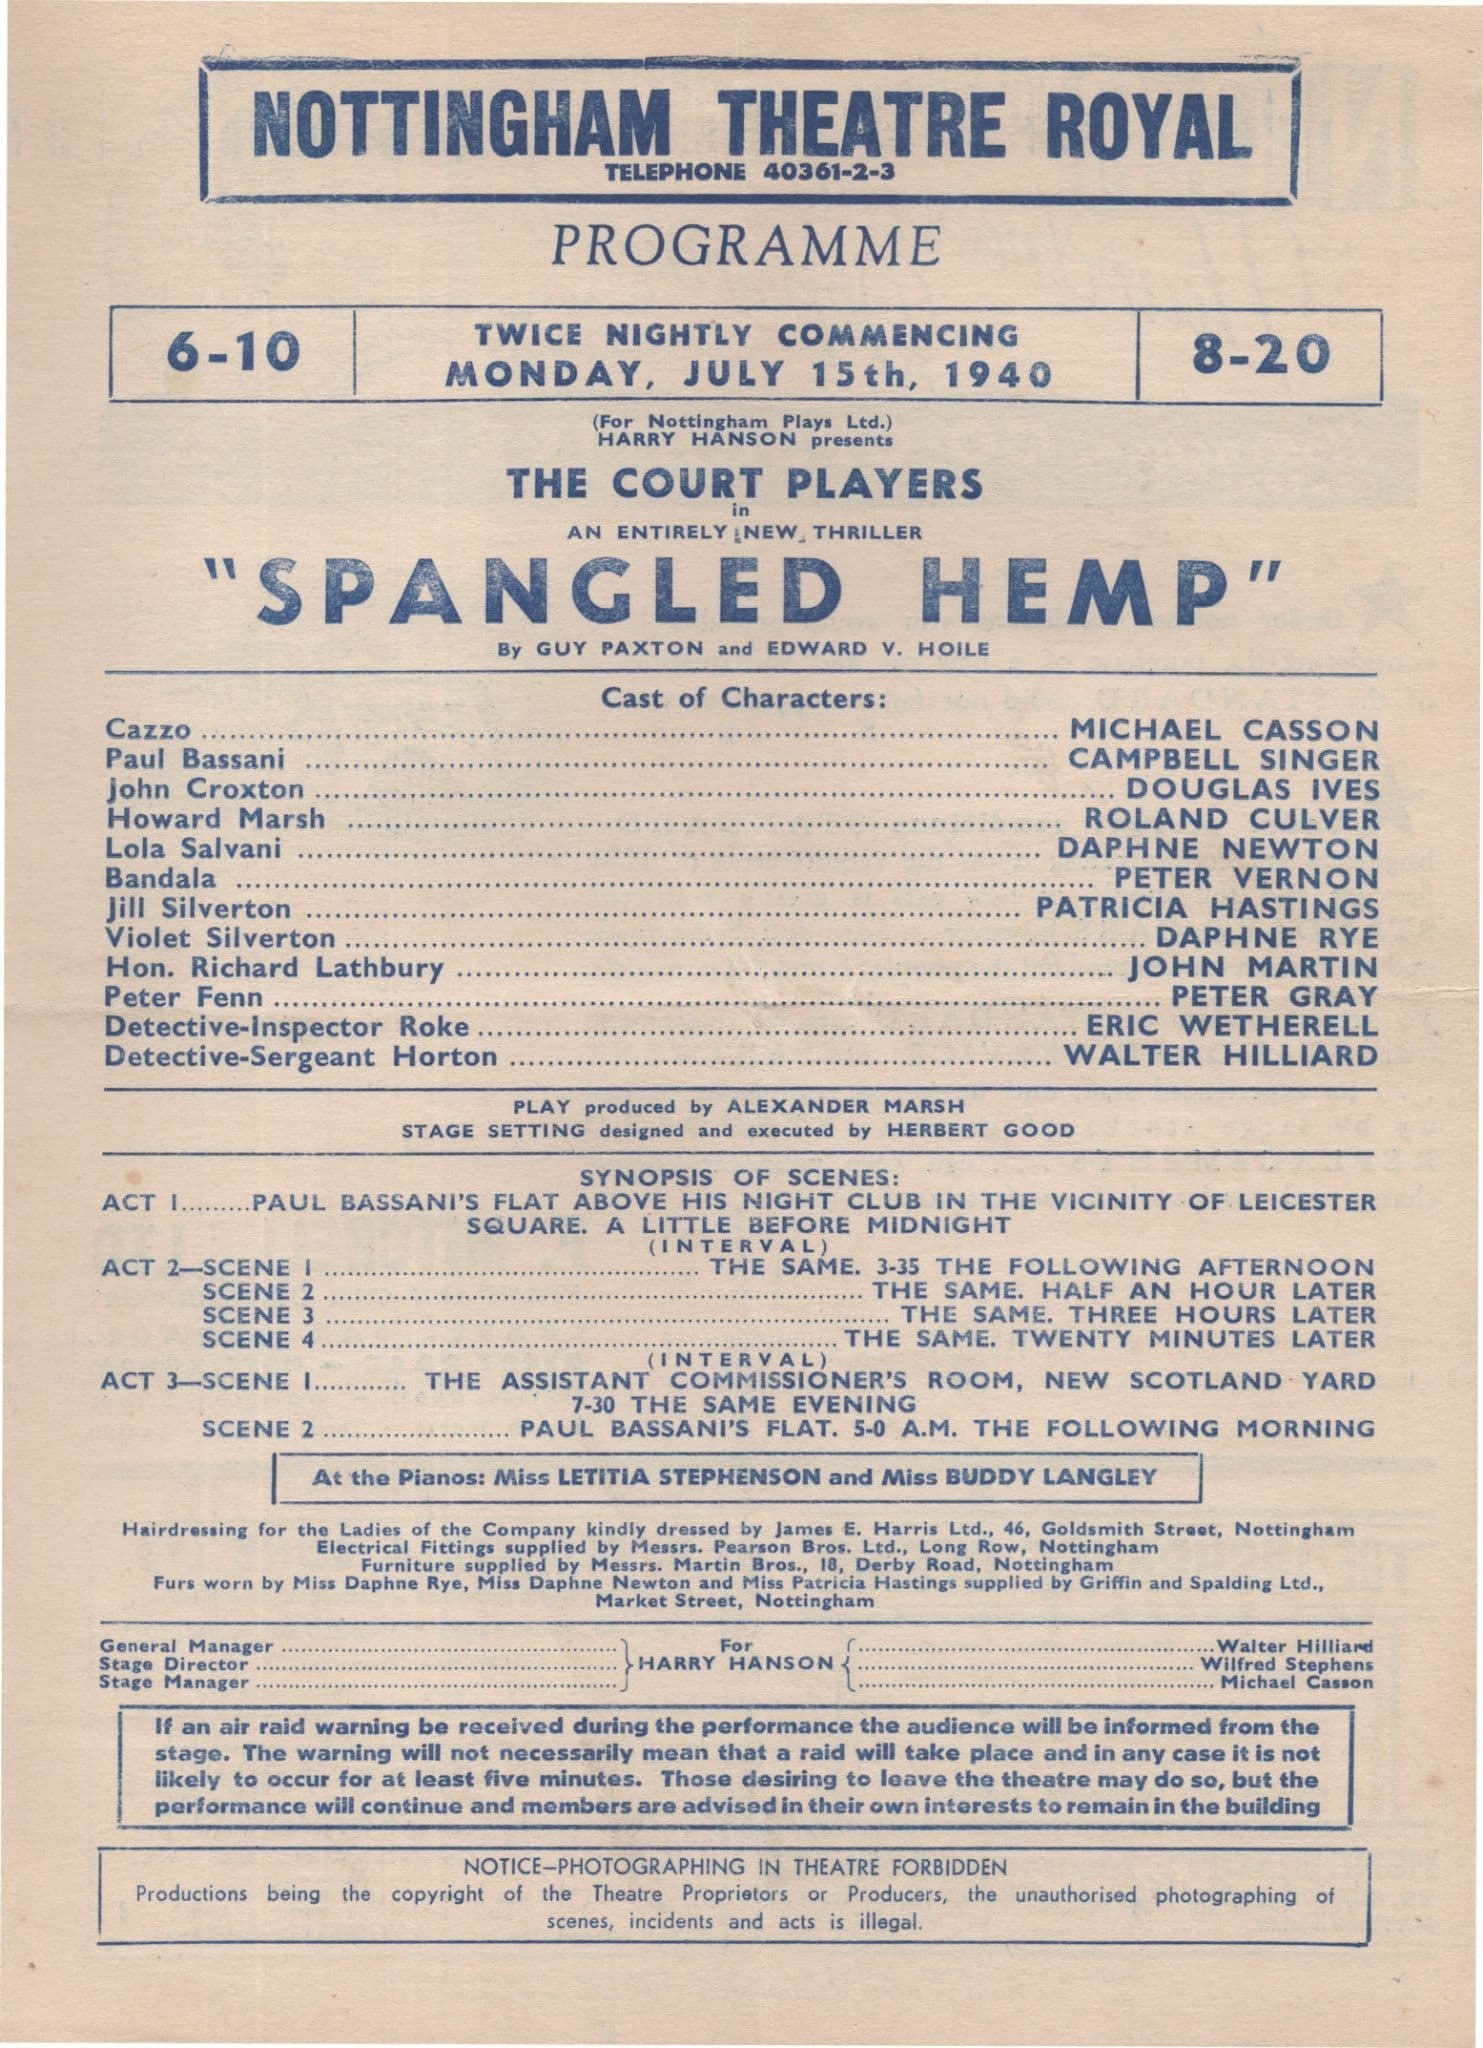 NOTTINGHAM THEATRE ROYAL
TELEPHONE 40361-2-3
PROGRAMME
6-10
TWICE NIGHTLY COMMENCING
MONDAY, JULY 15th, 1940
8-20
(For Nottingham Plays Ltd.)
HARRY HANSON presents
THE COURT PLAYERS
in
AN ENTIRELY NEW THRILLER
"SPANGLED HEMP"
By GUY PAXTON and EDWARD V. HOILE
Cast of Characters:
Cazzo ........ MICHAEL CASSON
Paul Bassani ........ CAMPBELL SINGER
John Croxton ........ DOUGLAS IVES
Howard Marsh ........ ROLAND CULVER
Lola Salvani ........ DAPHNE NEWTON
Bandala ........ PETER VERNON
Jill Silverton ........ PATRICIA HASTINGS
Violet Silverton ........ DAPHNE RYE
Hon. Richard Lathbury ........ JOHN MARTIN
Peter Fenn ........ PETER GRAY
Detective-Inspector Roke ........ ERIC WETHERELL
Detective-Sergeant Horton ........ WALTER HILLIARD
PLAY produced by ALEXANDER MARSH
STAGE SETTING designed and executed by HERBERT GOOD
SYNOPSIS OF SCENES:
ACT 1.........PAUL BASSANI'S FLAT ABOVE HIS NIGHT CLUB IN THE VICINITY OF LEICESTER
SQUARE. A LITTLE BEFORE MIDNIGHT
(INTERVAL)
ACT 2—SCENE 1 ........ THE SAME. 3-35 THE FOLLOWING AFTERNOON
SCENE 2 ........ THE SAME. HALF AN HOUR LATER
SCENE 3 ........ THE SAME. THREE HOURS LATER
SCENE 4 ........ THE SAME. TWENTY MINUTES LATER
(INTERVAL)
ACT 3—SCENE 1............ THE ASSISTANT COMMISSIONER'S ROOM, NEW SCOTLAND YARD
7-30 THE SAME EVENING
SCENE 2 ........ PAUL BASSANI'S FLAT. 5-0 A.M. THE FOLLOWING MORNING
At the Pianos: Miss LETITIA STEPHENSON and Miss BUDDY LANGLEY
Hairdressing for the Ladies of the Company kindly dressed by James E. Harris Ltd., 46, Goldsmith Street, Nottingham
Electrical Fittings supplied by Messrs. Pearson Bros. Ltd., Long Row, Nottingham
Furniture supplied by Messrs. Martin Bros., 18, Derby Road, Nottingham
Furs worn by Miss Daphne Rye, Miss Daphne Newton and Miss Patricia Hastings supplied by Griffin and Spalding Ltd.,
Market Street, Nottingham
General Manager ........ } For { ........ Walter Hilliard
Stage Director ........ } HARRY HANSON { ........ Wilfred Stephens
Stage Manager ........ } { ........ Michael Casson
If an air raid warning be received during the performance the audience will be informed from the
stage. The warning will not necessarily mean that a raid will take place and in any case it is not
likely to occur for at least five minutes. Those desiring to leave the theatre may do so, but the
performance will continue and members are advised in their own interests to remain in the building
NOTICE—PHOTOGRAPHING IN THEATRE FORBIDDEN
Productions being the copyright of the Theatre Proprietors or Producers, the unauthorised photographing of
scenes, incidents and acts is illegal.